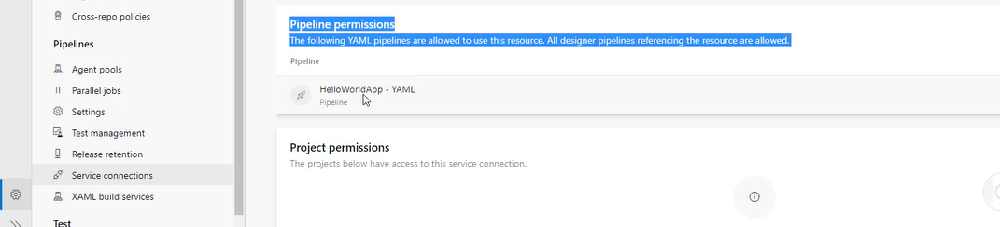 Cross-repo policies
Pipelines
Agent pools
Parallel jobs
Settings
Test management
Release retention
Service connections
XAML build services
Test
Pipeline permissions
The following YAML pipelines are allowed to use this resource. All designer pipelines referencing the resource are allowed.
Pipeline
HelloWorldApp - YAML
Pipeline
Project permissions
The projects below have access to this service connection.